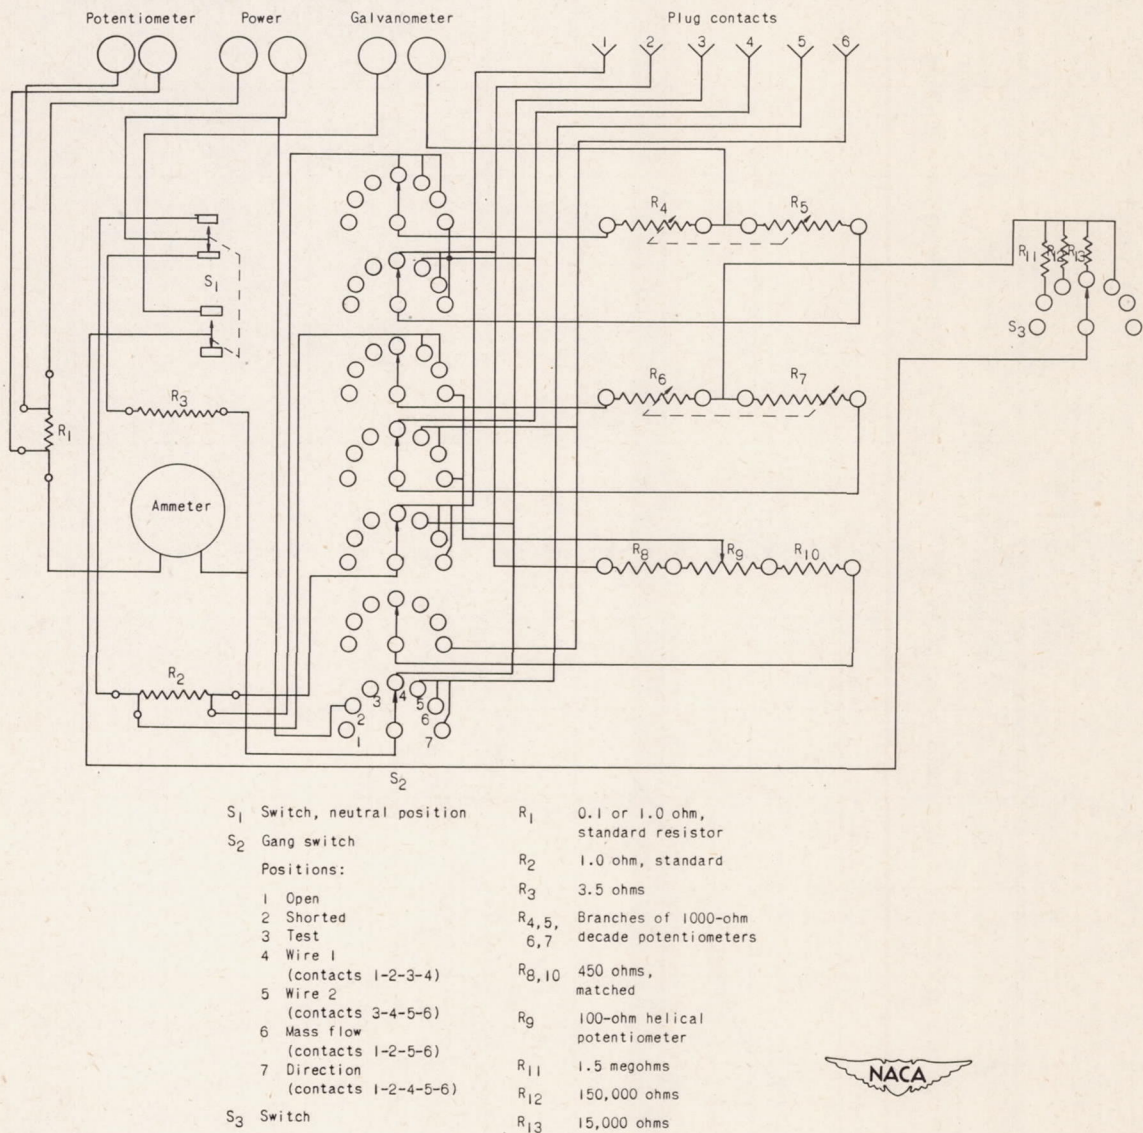 Potentiometer Power Galvanometer Plug contacts
1 2 3 4 5 6
R4 R5
R11 R12 R13
S1
S3
R6 R7
R3
R1
Ammeter
R8 R9 R10
R2
3 4 5
2 6
1 7
S2
S1 Switch, neutral position
S2 Gang switch
Positions:
1 Open
2 Shorted
3 Test
4 Wire 1
(contacts 1-2-3-4)
5 Wire 2
(contacts 3-4-5-6)
6 Mass flow
(contacts 1-2-5-6)
7 Direction
(contacts 1-2-4-5-6)
S3 Switch
R1 0.1 or 1.0 ohm,
standard resistor
R2 1.0 ohm, standard
R3 3.5 ohms
R4,5, Branches of 1000-ohm
6,7 decade potentiometers
R8,10 450 ohms,
matched
R9 100-ohm helical
potentiometer
R11 1.5 megohms
R12 150,000 ohms
R13 15,000 ohms
NACA